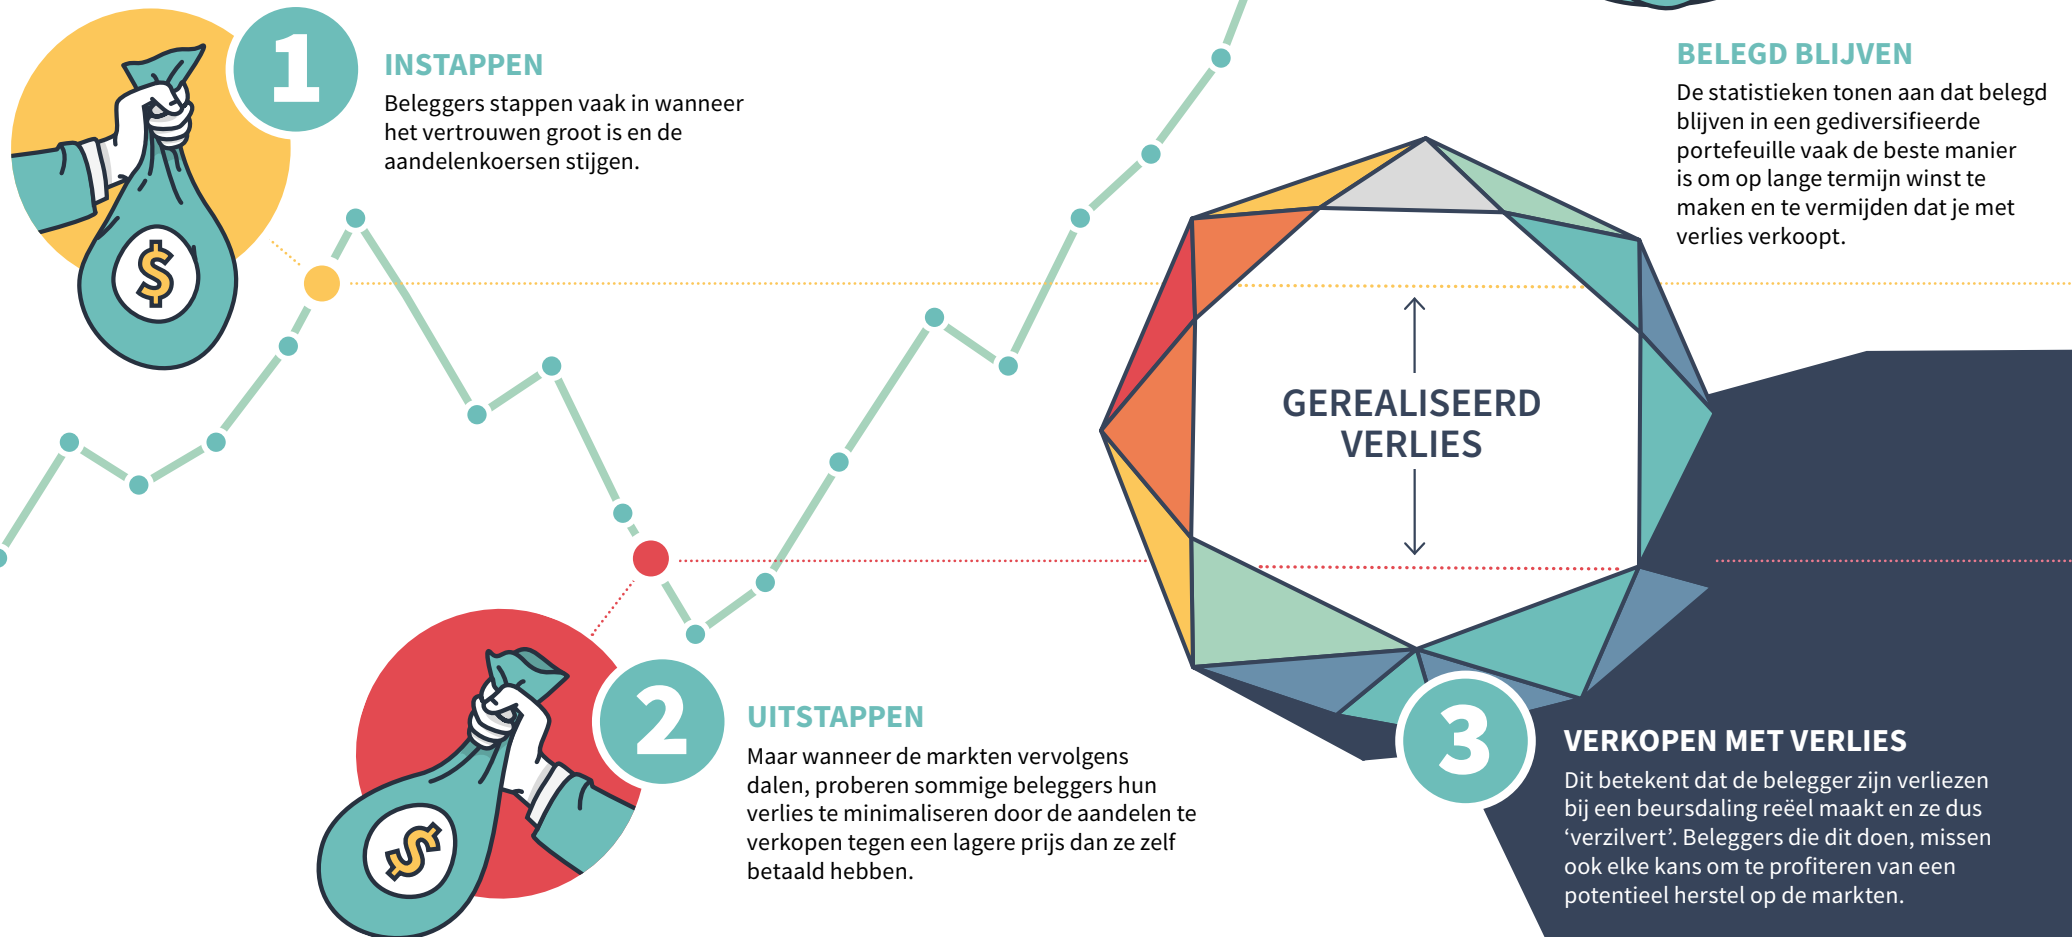 1
INSTAPPEN
Beleggers stappen vaak in wanneer
het vertrouwen groot is en de
aandelenkoersen stijgen.
$
BELEGD BLIJVEN
De statistieken tonen aan dat belegd
blijven in een gediversifieerde
portefeuille vaak de beste manier
is om op lange termijn winst te
maken en te vermijden dat je met
verlies verkoopt.
GEREALISEERD
VERLIES
2
UITSTAPPEN
Maar wanneer de markten vervolgens
dalen, proberen sommige beleggers hun
verlies te minimaliseren door de aandelen te
verkopen tegen een lagere prijs dan ze zelf
betaald hebben.
$
3
VERKOPEN MET VERLIES
Dit betekent dat de belegger zijn verliezen
bij een beursdaling reëel maakt en ze dus
‘verzilvert’. Beleggers die dit doen, missen
ook elke kans om te profiteren van een
potentieel herstel op de markten.